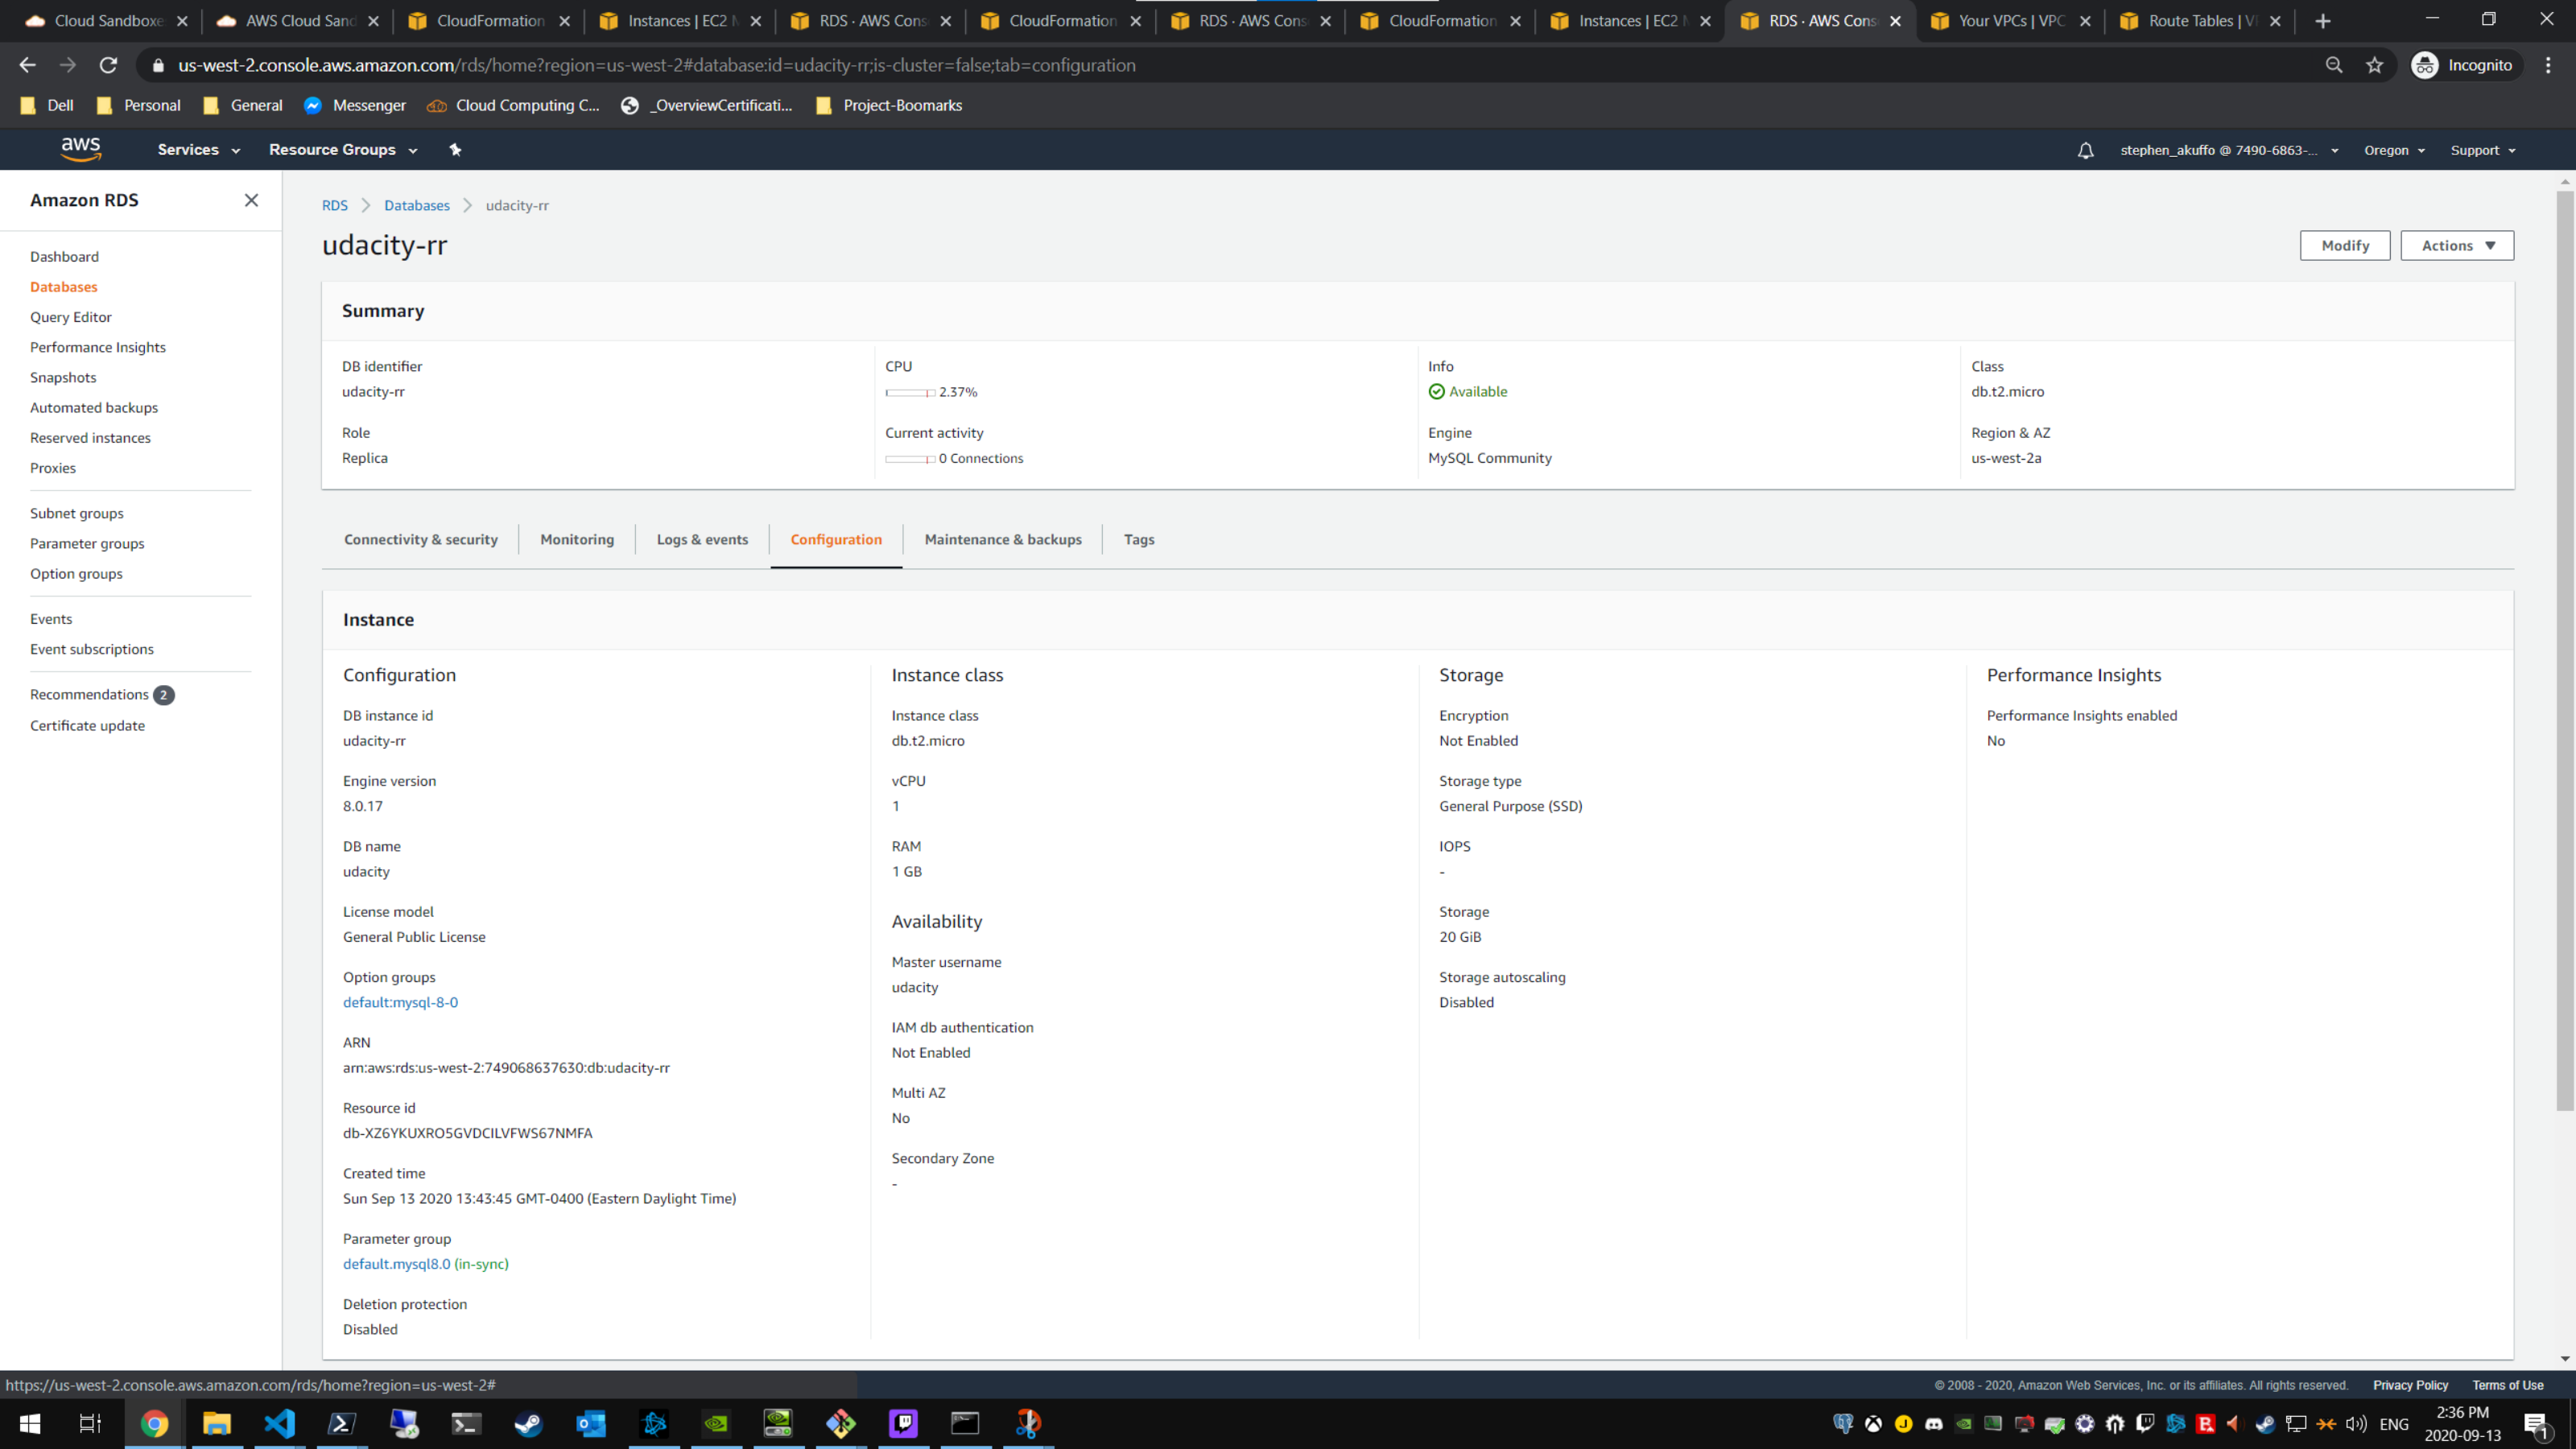 Cloud Sandboxe
AWS Cloud Sand
CloudFormation
Instances | EC2 M
RDS · AWS Cons
CloudFormation
RDS · AWS Cons
CloudFormation
Instances | EC2 M
RDS · AWS Cons
Your VPCs | VPC
Route Tables | VP
us-west-2.console.aws.amazon.com/rds/home?region=us-west-2#database:id=udacity-rr;is-cluster=false;tab=configuration
Incognito
Dell
Personal
General
Messenger
Cloud Computing C...
_OverviewCertificati...
Project-Boomarks
aws
Services
Resource Groups
stephen_akuffo @ 7490-6863-...
Oregon
Support
Amazon RDS
Dashboard
Databases
Query Editor
Performance Insights
Snapshots
Automated backups
Reserved instances
Proxies
Subnet groups
Parameter groups
Option groups
Events
Event subscriptions
Recommendations 2
Certificate update
RDS > Databases > udacity-rr
udacity-rr
Modify
Actions
Summary
DB identifier
udacity-rr
Role
Replica
CPU
2.37%
Current activity
0 Connections
Info
Available
Engine
MySQL Community
Class
db.t2.micro
Region & AZ
us-west-2a
Connectivity & security
Monitoring
Logs & events
Configuration
Maintenance & backups
Tags
Instance
Configuration
DB instance id
udacity-rr
Engine version
8.0.17
DB name
udacity
License model
General Public License
Option groups
default:mysql-8-0
ARN
arn:aws:rds:us-west-2:749068637630:db:udacity-rr
Resource id
db-XZ6YKUXRO5GVDCILVFWS67NMFA
Created time
Sun Sep 13 2020 13:43:45 GMT-0400 (Eastern Daylight Time)
Parameter group
default.mysql8.0 (in-sync)
Deletion protection
Disabled
Instance class
Instance class
db.t2.micro
vCPU
1
RAM
1 GB
Availability
Master username
udacity
IAM db authentication
Not Enabled
Multi AZ
No
Secondary Zone
-
Storage
Encryption
Not Enabled
Storage type
General Purpose (SSD)
IOPS
-
Storage
20 GiB
Storage autoscaling
Disabled
Performance Insights
Performance Insights enabled
No
https://us-west-2.console.aws.amazon.com/rds/home?region=us-west-2#
© 2008 - 2020, Amazon Web Services, Inc. or its affiliates. All rights reserved.
Privacy Policy
Terms of Use
ENG
2:36 PM
2020-09-13
1